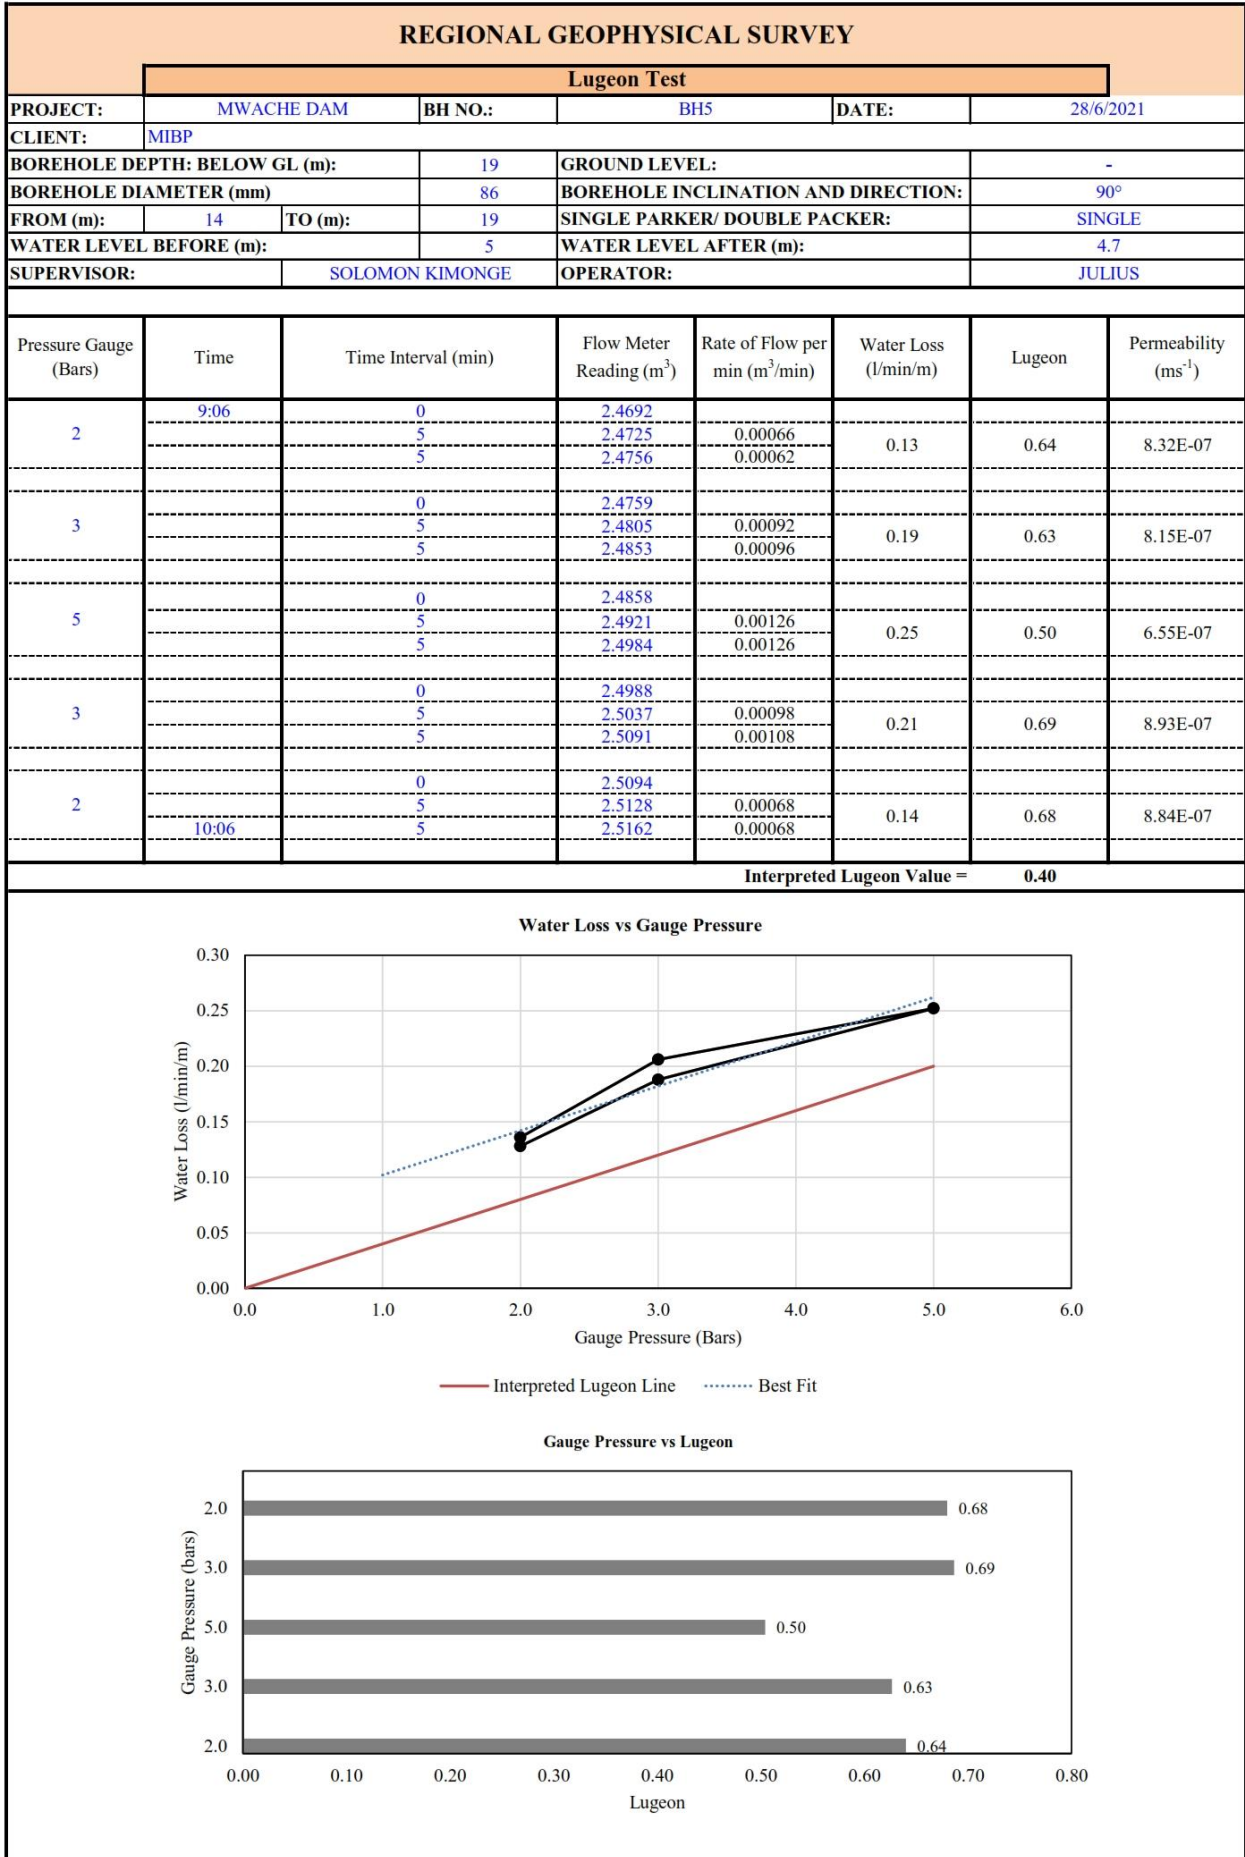 REGIONAL GEOPHYSICAL SURVEY
Lugeon Test
PROJECT: MWACHE DAM BH NO.: BH5 DATE: 28/6/2021
CLIENT: MIBP
BOREHOLE DEPTH: BELOW GL (m): 19 GROUND LEVEL: -
BOREHOLE DIAMETER (mm) 86 BOREHOLE INCLINATION AND DIRECTION: 90°
FROM (m): 14 TO (m): 19 SINGLE PARKER/ DOUBLE PACKER: SINGLE
WATER LEVEL BEFORE (m): 5 WATER LEVEL AFTER (m): 4.7
SUPERVISOR: SOLOMON KIMONGE OPERATOR: JULIUS
Pressure Gauge (Bars) Time Time Interval (min) Flow Meter Reading (m³) Rate of Flow per min (m³/min) Water Loss (l/min/m) Lugeon Permeability (ms⁻¹)
9:06 0 2.4692
2 5 2.4725 0.00066 0.13 0.64 8.32E-07
5 2.4756 0.00062
0 2.4759
3 5 2.4805 0.00092 0.19 0.63 8.15E-07
5 2.4853 0.00096
0 2.4858
5 5 2.4921 0.00126 0.25 0.50 6.55E-07
5 2.4984 0.00126
0 2.4988
3 5 2.5037 0.00098 0.21 0.69 8.93E-07
5 2.5091 0.00108
0 2.5094
2 5 2.5128 0.00068 0.14 0.68 8.84E-07
10:06 5 2.5162 0.00068
Interpreted Lugeon Value = 0.40
Water Loss vs Gauge Pressure
0.30
0.25
0.20
0.15
0.10
0.05
0.00
Water Loss (l/min/m)
0.0 1.0 2.0 3.0 4.0 5.0 6.0
Gauge Pressure (Bars)
Interpreted Lugeon Line Best Fit
Gauge Pressure vs Lugeon
Gauge Pressure (bars)
2.0 0.68
3.0 0.69
5.0 0.50
3.0 0.63
2.0 0.64
0.00 0.10 0.20 0.30 0.40 0.50 0.60 0.70 0.80
Lugeon